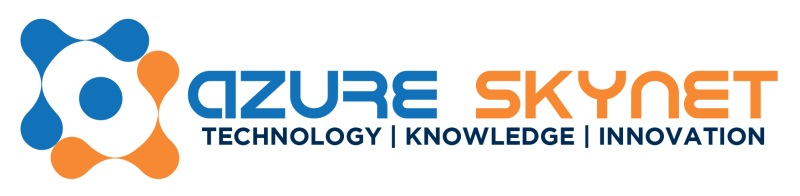 AZURE SKYNET
TECHNOLOGY | KNOWLEDGE | INNOVATION